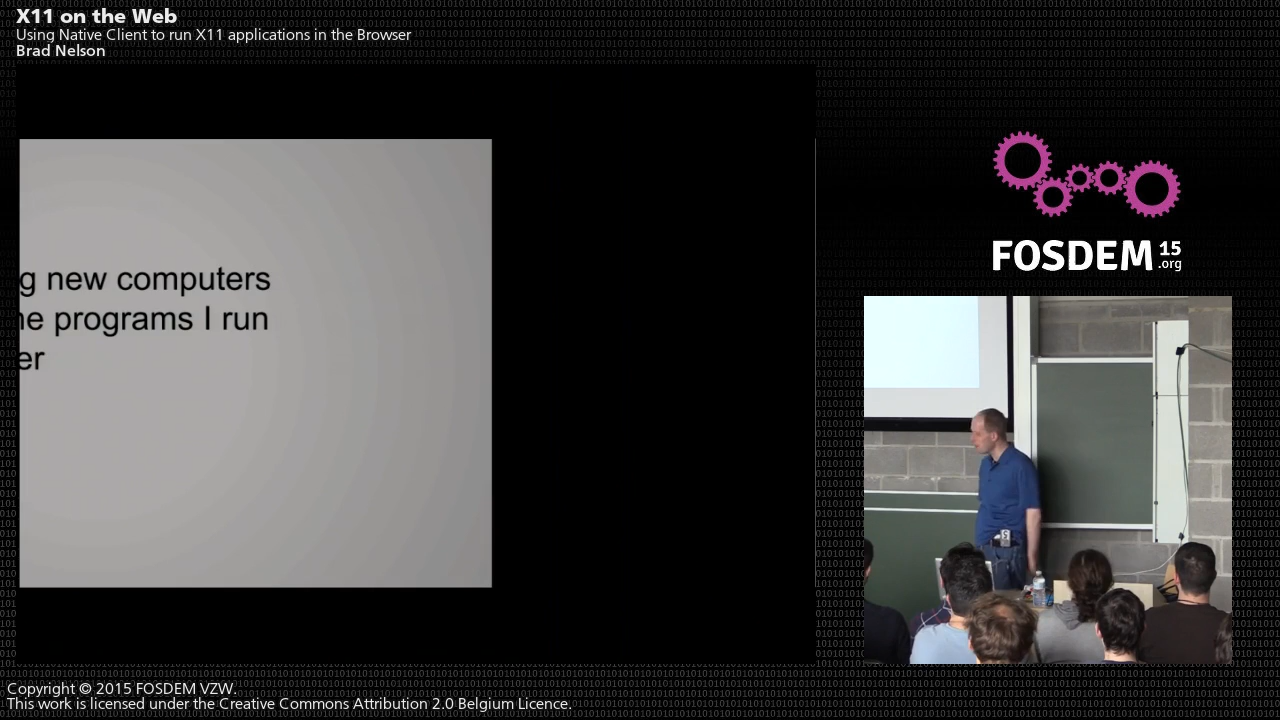 X11 on the Web
Using Native Client to run X11 applications in the Browser
Brad Nelson
g new computers
he programs I run
er
FOSDEM 15
.org
Copyright © 2015 FOSDEM VZW.
This work is licensed under the Creative Commons Attribution 2.0 Belgium Licence.